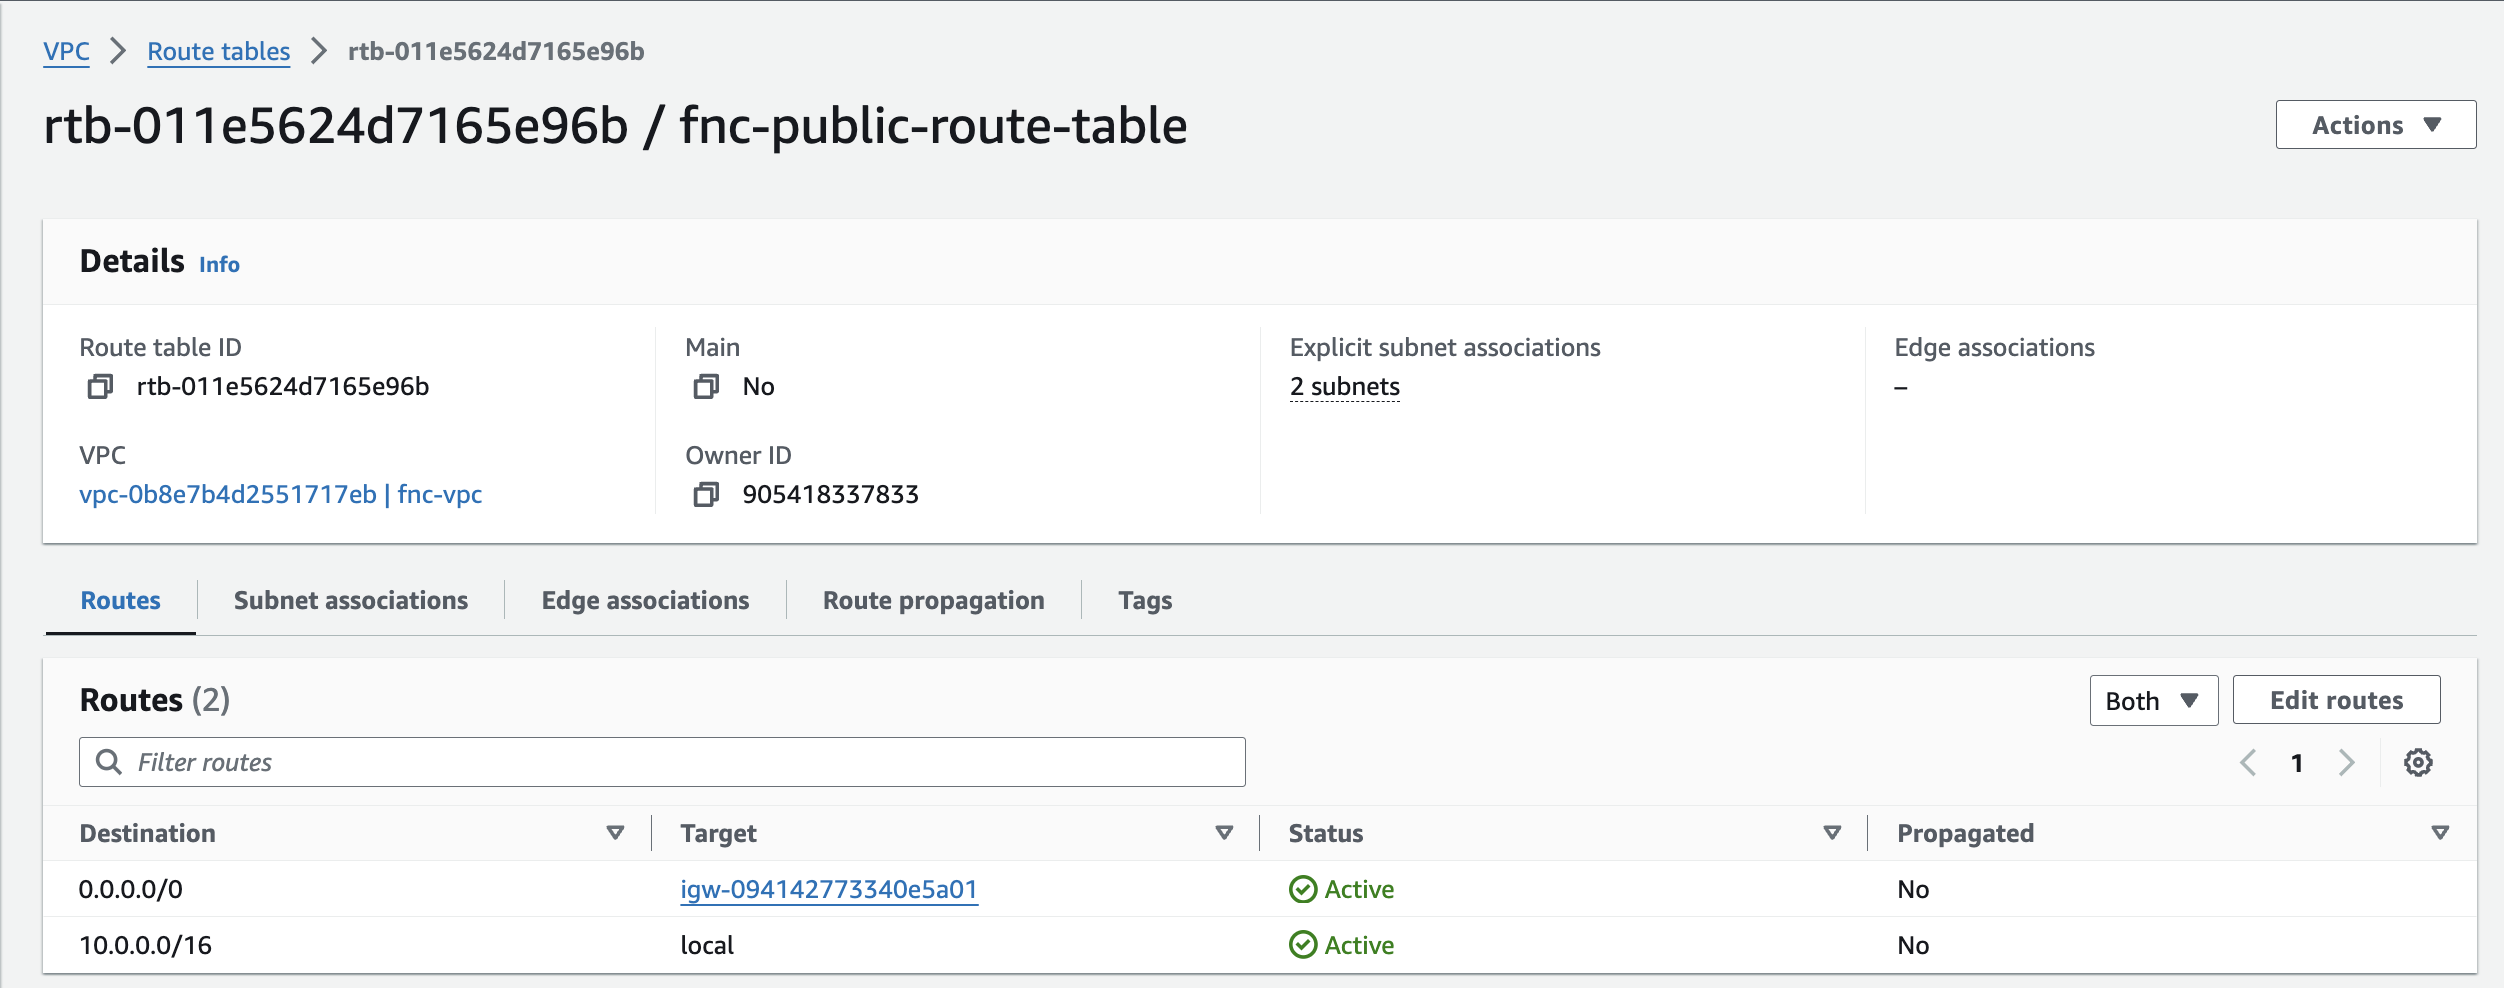 VPC > Route tables > rtb-011e5624d7165e96b
rtb-011e5624d7165e96b / fnc-public-route-table
Actions
Details Info
Route table ID
rtb-011e5624d7165e96b
Main
No
Explicit subnet associations
2 subnets
Edge associations
–
VPC
vpc-0b8e7b4d2551717eb | fnc-vpc
Owner ID
905418337833
Routes Subnet associations Edge associations Route propagation Tags
Routes (2)
Both Edit routes
Filter routes
1
Destination Target Status Propagated
0.0.0.0/0 igw-094142773340e5a01 Active No
10.0.0.0/16 local Active No